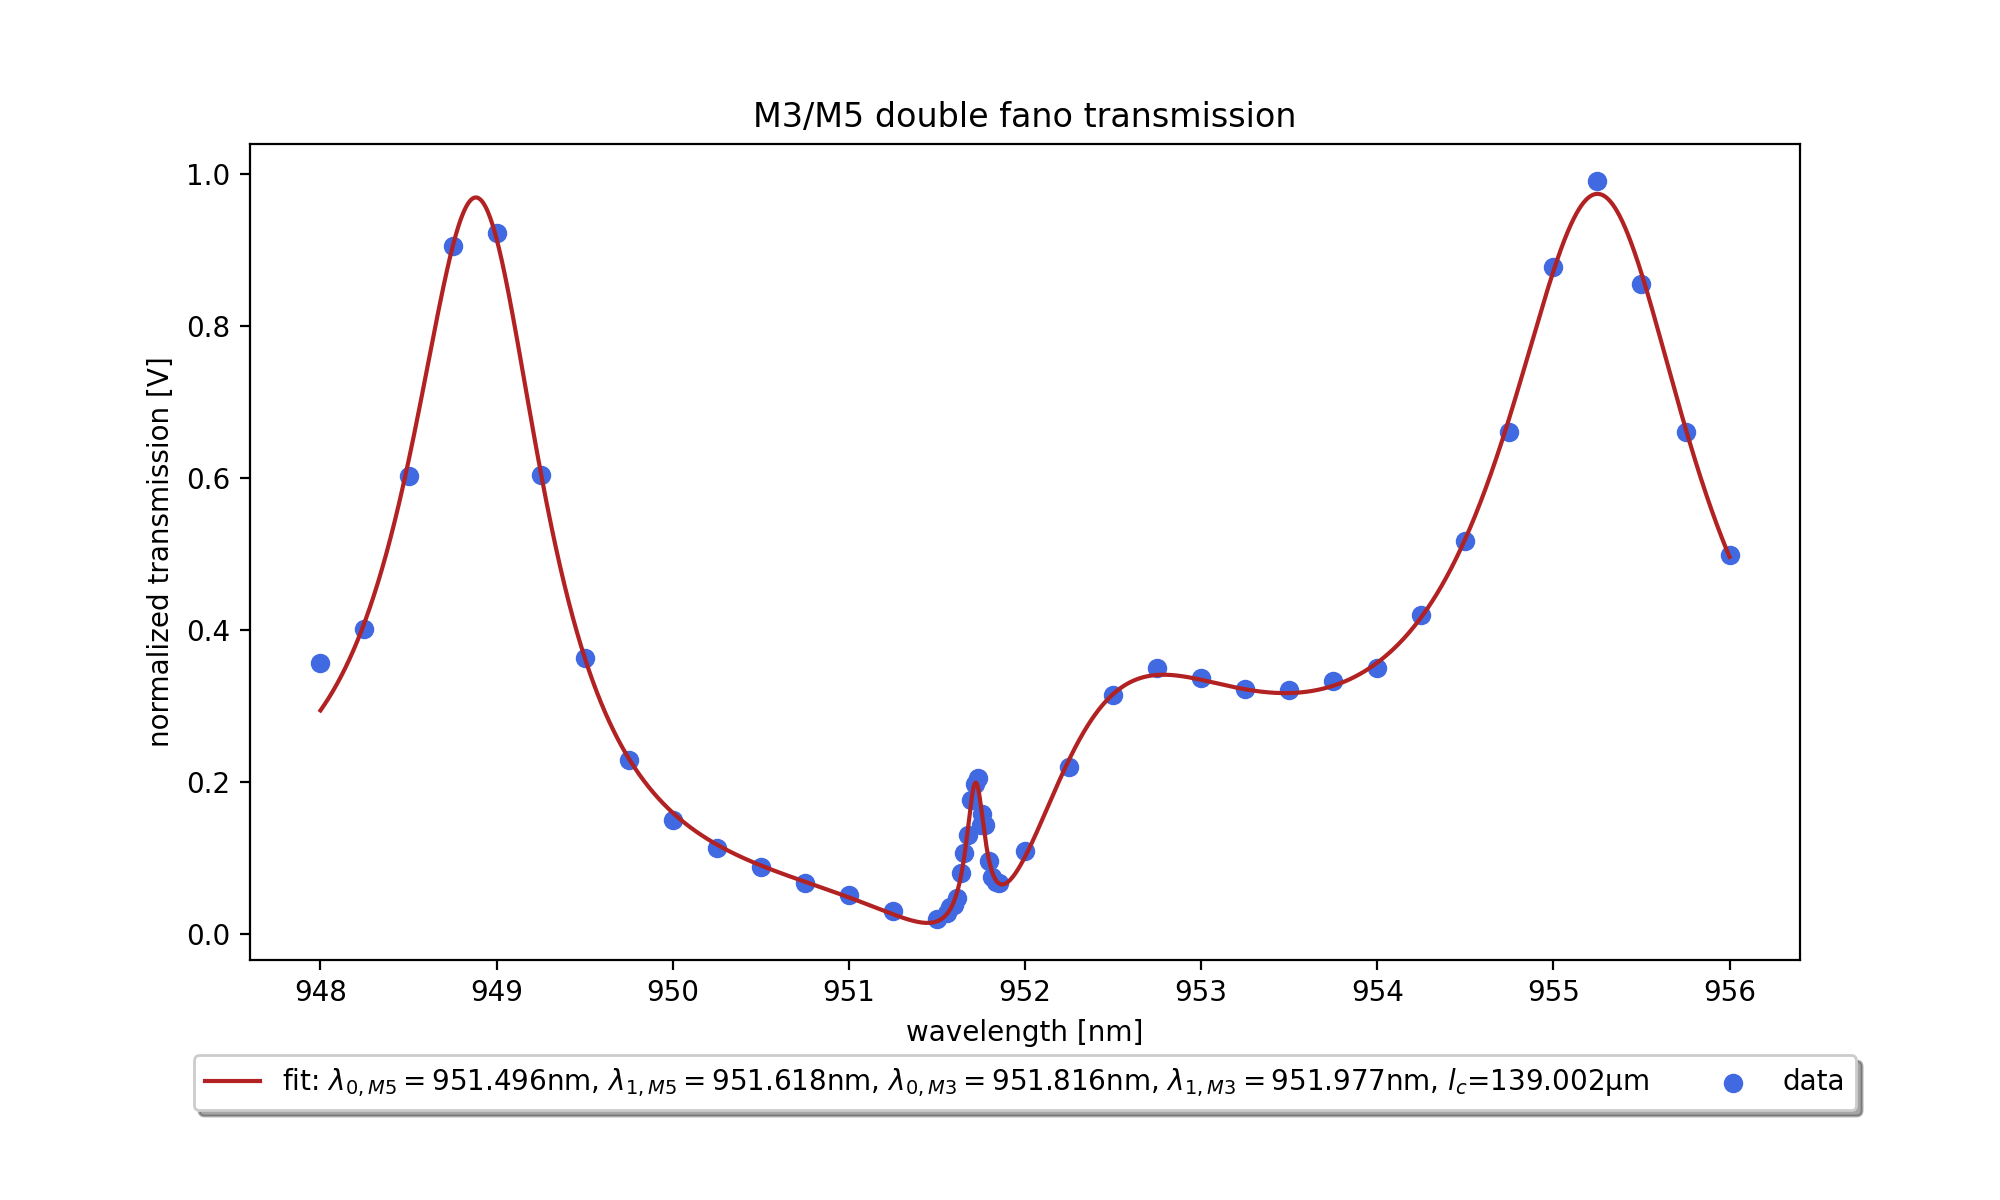 M3/M5 double fano transmission
normalized transmission [V]
1.0
0.8
0.6
0.4
0.2
0.0
948 949 950 951 952 953 954 955 956
wavelength [nm]
fit: λ₀,M5 = 951.496nm, λ₁,M5 = 951.618nm, λ₀,M3 = 951.816nm, λ₁,M3 = 951.977nm, l_c=139.002μm data